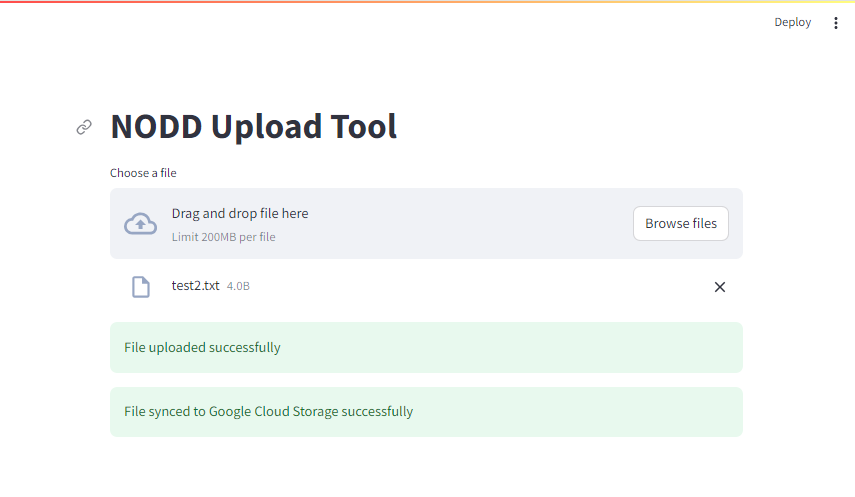 Deploy
NODD Upload Tool
Choose a file
Drag and drop file here
Limit 200MB per file
Browse files
test2.txt 4.0B
File uploaded successfully
File synced to Google Cloud Storage successfully